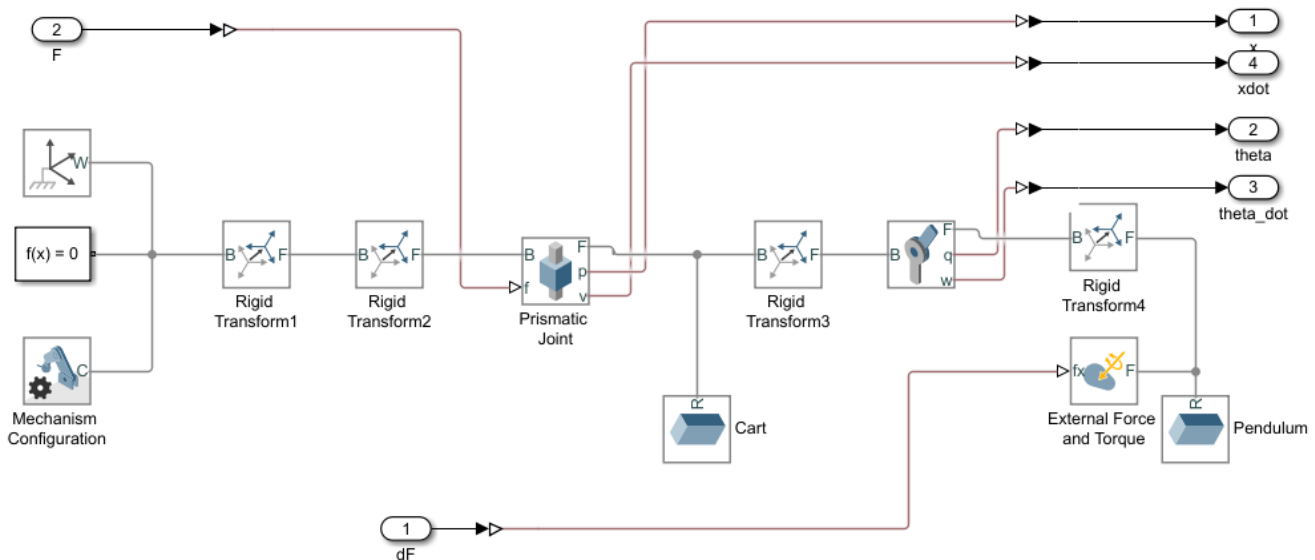 2
F
1
x
4
xdot
2
theta
3
theta_dot
W
f(x) = 0
C
Mechanism
Configuration
B
F
Rigid
Transform1
B
F
Rigid
Transform2
B
F
f
p
v
Prismatic
Joint
B
F
Rigid
Transform3
B
F
q
w
B
F
Rigid
Transform4
R
Cart
fx
F
External Force
and Torque
R
Pendulum
1
dF